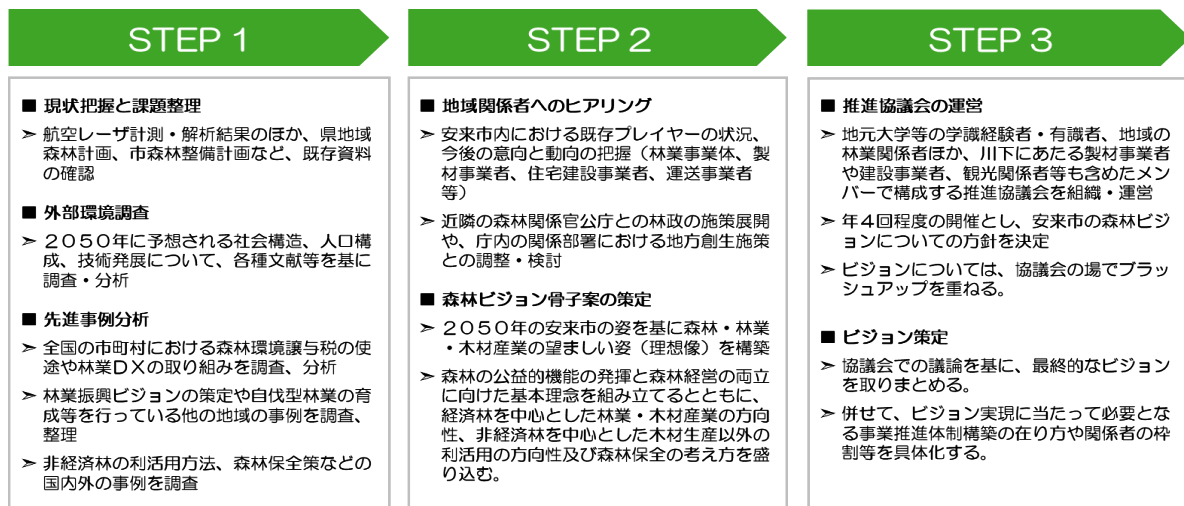 STEP 1
■ 現状把握と課題整理
➣ 航空レーザ計測・解析結果のほか、県地域
森林計画、市森林整備計画など、既存資料
の確認
■ 外部環境調査
➣ 2050年に予想される社会構造、人口構
成、技術発展について、各種文献等を基に
調査・分析
■ 先進事例分析
➣ 全国の市町村における森林環境譲与税の使
途や林業DXの取り組みを調査、分析
➣ 林業振興ビジョンの策定や自伐型林業の育
成等を行っている他の地域の事例を調査、
整理
➣ 非経済林の利活用方法、森林保全策などの
国内外の事例を調査
STEP 2
■ 地域関係者へのヒアリング
➣ 安来市内における既存プレイヤーの状況、
今後の意向と動向の把握（林業事業体、製
材事業者、住宅建設事業者、運送事業者
等）
➣ 近隣の森林関係官公庁との林政の施策展開
や、庁内の関係部署における地方創生施策
との調整・検討
■ 森林ビジョン骨子案の策定
➣ 2050年の安来市の姿を基に森林・林業
・木材産業の望ましい姿（理想像）を構築
➣ 森林の公益的機能の発揮と森林経営の両立
に向けた基本理念を組み立てるとともに、
経済林を中心とした林業・木材産業の方向
性、非経済林を中心とした木材生産以外の
利活用の方向性及び森林保全の考え方を盛
り込む。
STEP 3
■ 推進協議会の運営
➣ 地元大学等の学識経験者・有識者、地域の
林業関係者ほか、川下にあたる製材事業者
や建設事業者、観光関係者等も含めたメン
バーで構成する推進協議会を組織・運営
➣ 年4回程度の開催とし、安来市の森林ビジ
ョンについての方針を決定
➣ ビジョンについては、協議会の場でブラッ
シュアップを重ねる。
■ ビジョン策定
➣ 協議会での議論を基に、最終的なビジョン
を取りまとめる。
➣ 併せて、ビジョン実現に当たって必要とな
る事業推進体制構築の在り方や関係者の枠
割等を具体化する。